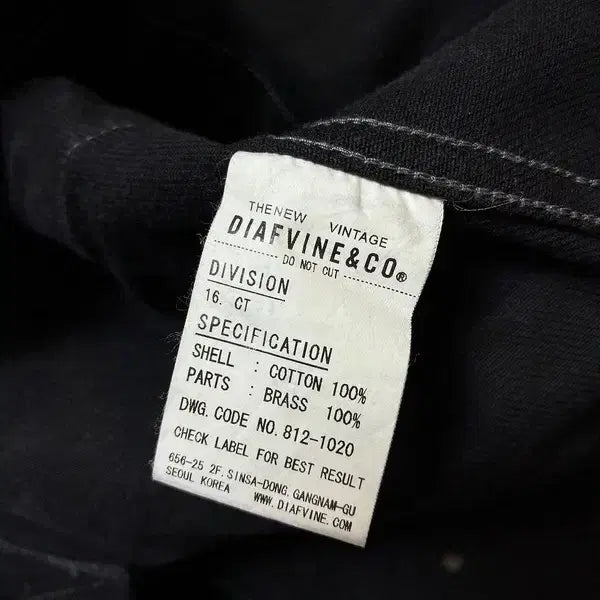 THENEW VINTAGE
DIAFVINE&CO®
DO NOT CUT
DIVISION
16. CT
SPECIFICATION
SHELL : COTTON 100%
PARTS : BRASS 100%
DWG. CODE NO. 812-1020
CHECK LABEL FOR BEST RESULT
656-25 2F. SINSA-DONG. GANGNAM-GU
SEOUL KOREA WWW. DIAFVINE. COM